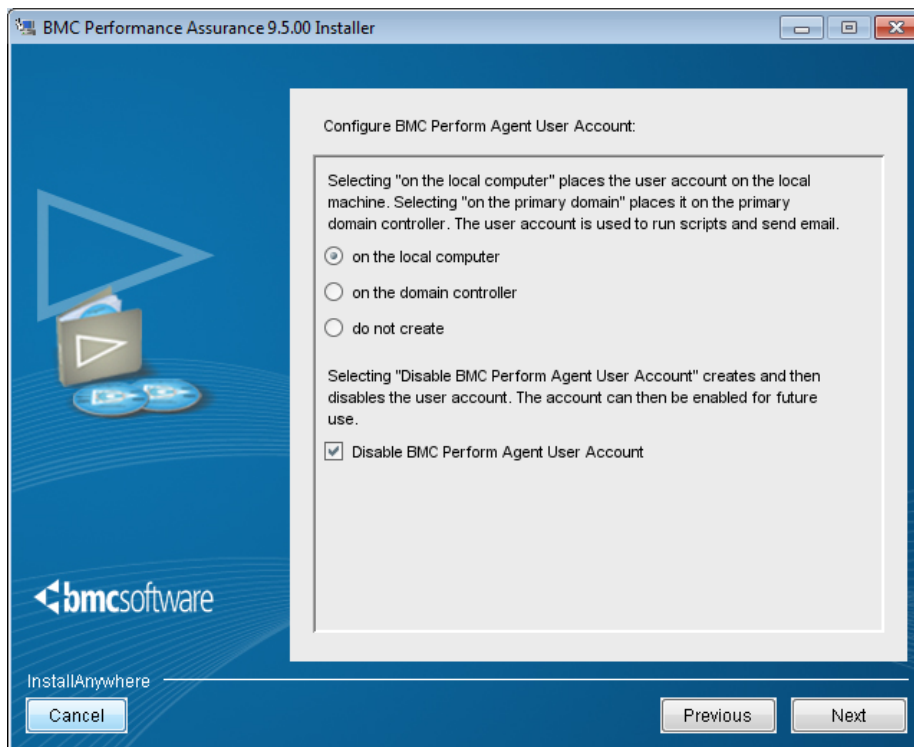 BMC Performance Assurance 9.5.00 Installer
Configure BMC Perform Agent User Account:
Selecting "on the local computer" places the user account on the local
machine. Selecting "on the primary domain" places it on the primary
domain controller. The user account is used to run scripts and send email.
on the local computer
on the domain controller
do not create
Selecting "Disable BMC Perform Agent User Account" creates and then
disables the user account. The account can then be enabled for future
use.
Disable BMC Perform Agent User Account
bmcsoftware
InstallAnywhere
Cancel
Previous
Next